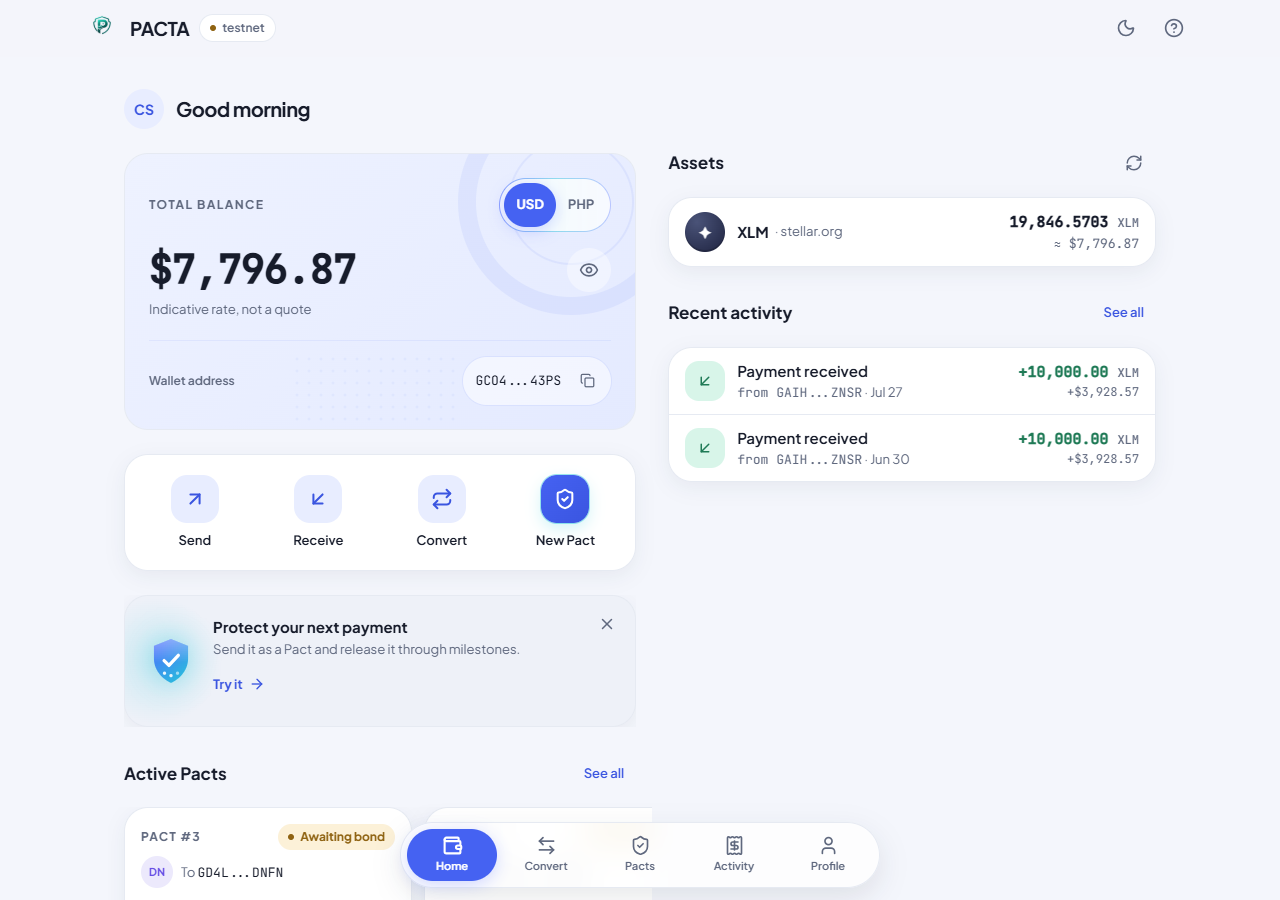 PACTA
testnet
CS
Good morning
TOTAL BALANCE
USD
PHP
$7,796.87
Indicative rate, not a quote
Wallet address
GCO4...43PS
Send
Receive
Convert
New Pact
Protect your next payment
Send it as a Pact and release it through milestones.
Try it
Active Pacts
See all
PACT #3
Awaiting bond
DN
To GD4L...DNFN
Assets
XLM · stellar.org
19,846.5703 XLM
≈ $7,796.87
Recent activity
See all
Payment received
+10,000.00 XLM
from GAIH...ZNSR · Jul 27
+$3,928.57
Payment received
+10,000.00 XLM
from GAIH...ZNSR · Jun 30
+$3,928.57
Home
Convert
Pacts
Activity
Profile